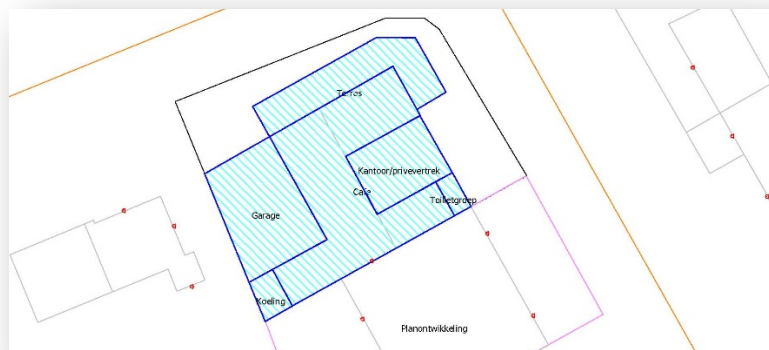 Terras
Kantoor/privevertrek
Cafe
Toiletgroep
Garage
Koeling
Planontwikkeling